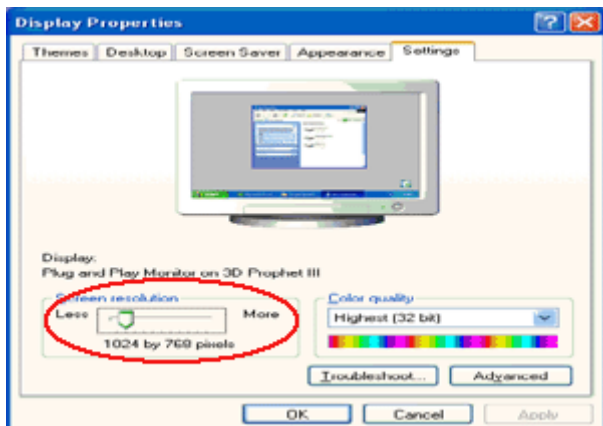 Display Properties
Themes Desktop Screen Saver Appearance Settings
Display:
Plug and Play Monitor on 3D Prophet III
Screen resolution
Less More
1024 by 768 pixels
Color quality
Highest (32 bit)
Troubleshoot... Advanced
OK Cancel Apply